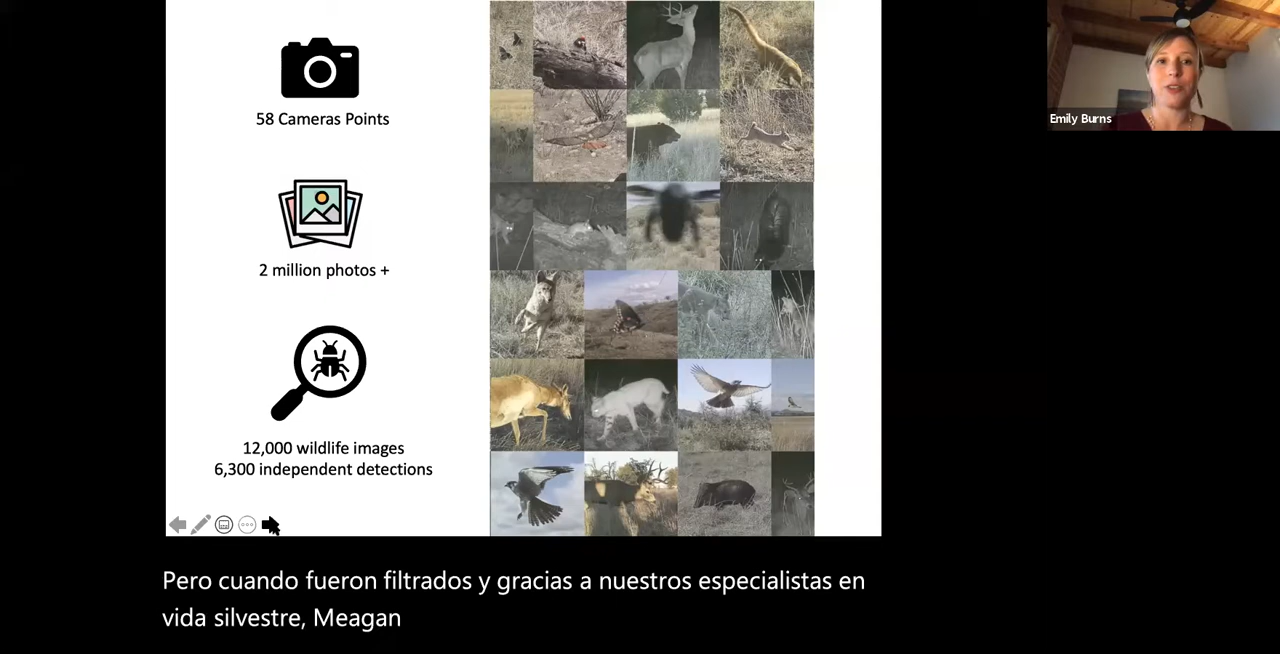 58 Cameras Points
2 million photos +
12,000 wildlife images
6,300 independent detections
Emily Burns
Pero cuando fueron filtrados y gracias a nuestros especialistas en
vida silvestre, Meagan